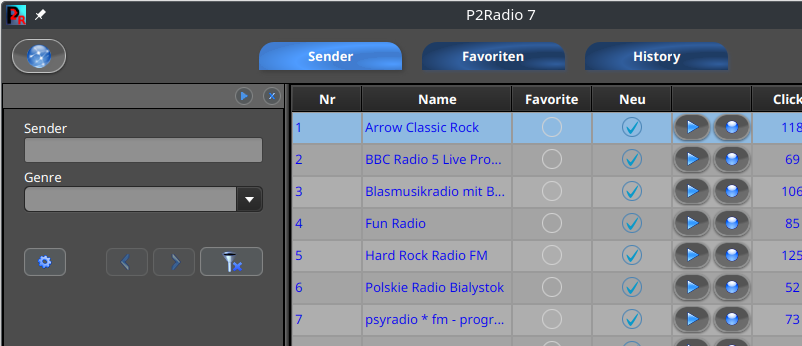 P2Radio 7
Sender Favoriten History
Nr Name Favorite Neu Click
Sender
Genre
1 Arrow Classic Rock 118
2 BBC Radio 5 Live Pro... 69
3 Blasmusikradio mit B... 106
4 Fun Radio 85
5 Hard Rock Radio FM 125
6 Polskie Radio Bialystok 52
7 psyradio * fm - progr... 73